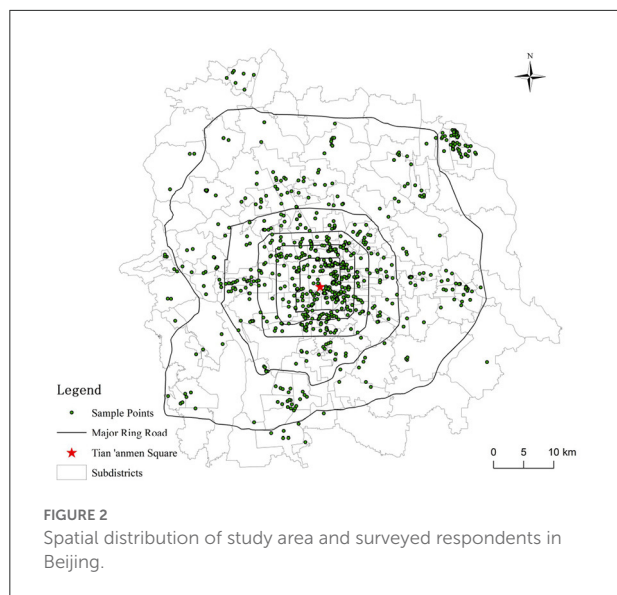 N
Legend
Sample Points
Major Ring Road
Tian 'anmen Square
Subdistricts
0 5 10 km
FIGURE 2
Spatial distribution of study area and surveyed respondents in
Beijing.